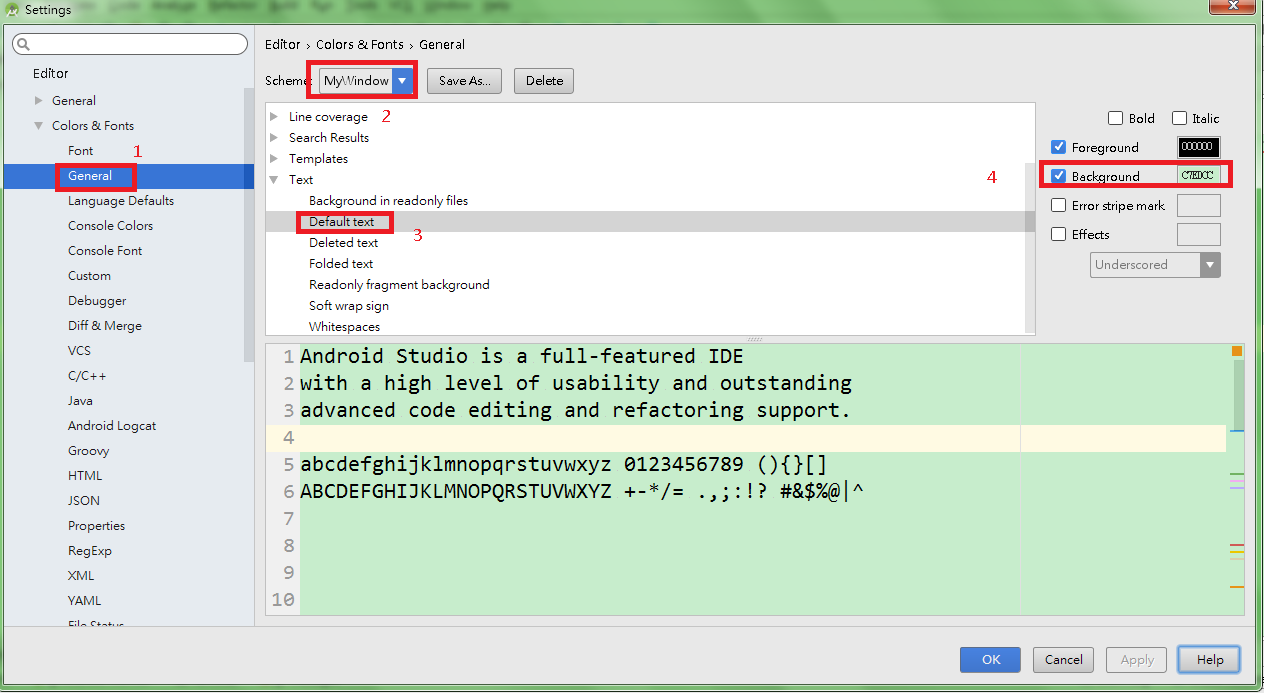 Settings
Editor › Colors & Fonts › General
Editor
General
Colors & Fonts
Font 1
General
Language Defaults
Console Colors
Console Font
Custom
Debugger
Diff & Merge
VCS
C/C++
Java
Android Logcat
Groovy
HTML
JSON
Properties
RegExp
XML
YAML
File Status
Scheme: MyWindow Save As... Delete
Line coverage 2
Search Results
Templates
Text
Background in readonly files
Default text
Deleted text 3
Folded text
Readonly fragment background
Soft wrap sign
Whitespaces
Bold Italic
Foreground 000000
4 Background C7EDCC
Error stripe mark
Effects
Underscored
1 Android Studio is a full-featured IDE
2 with a high level of usability and outstanding
3 advanced code editing and refactoring support.
4
5 abcdefghijklmnopqrstuvwxyz 0123456789 (){}[]
6 ABCDEFGHIJKLMNOPQRSTUVWXYZ +-*/= .,;:!? #&$%@|^
7
8
9
10
OK Cancel Apply Help